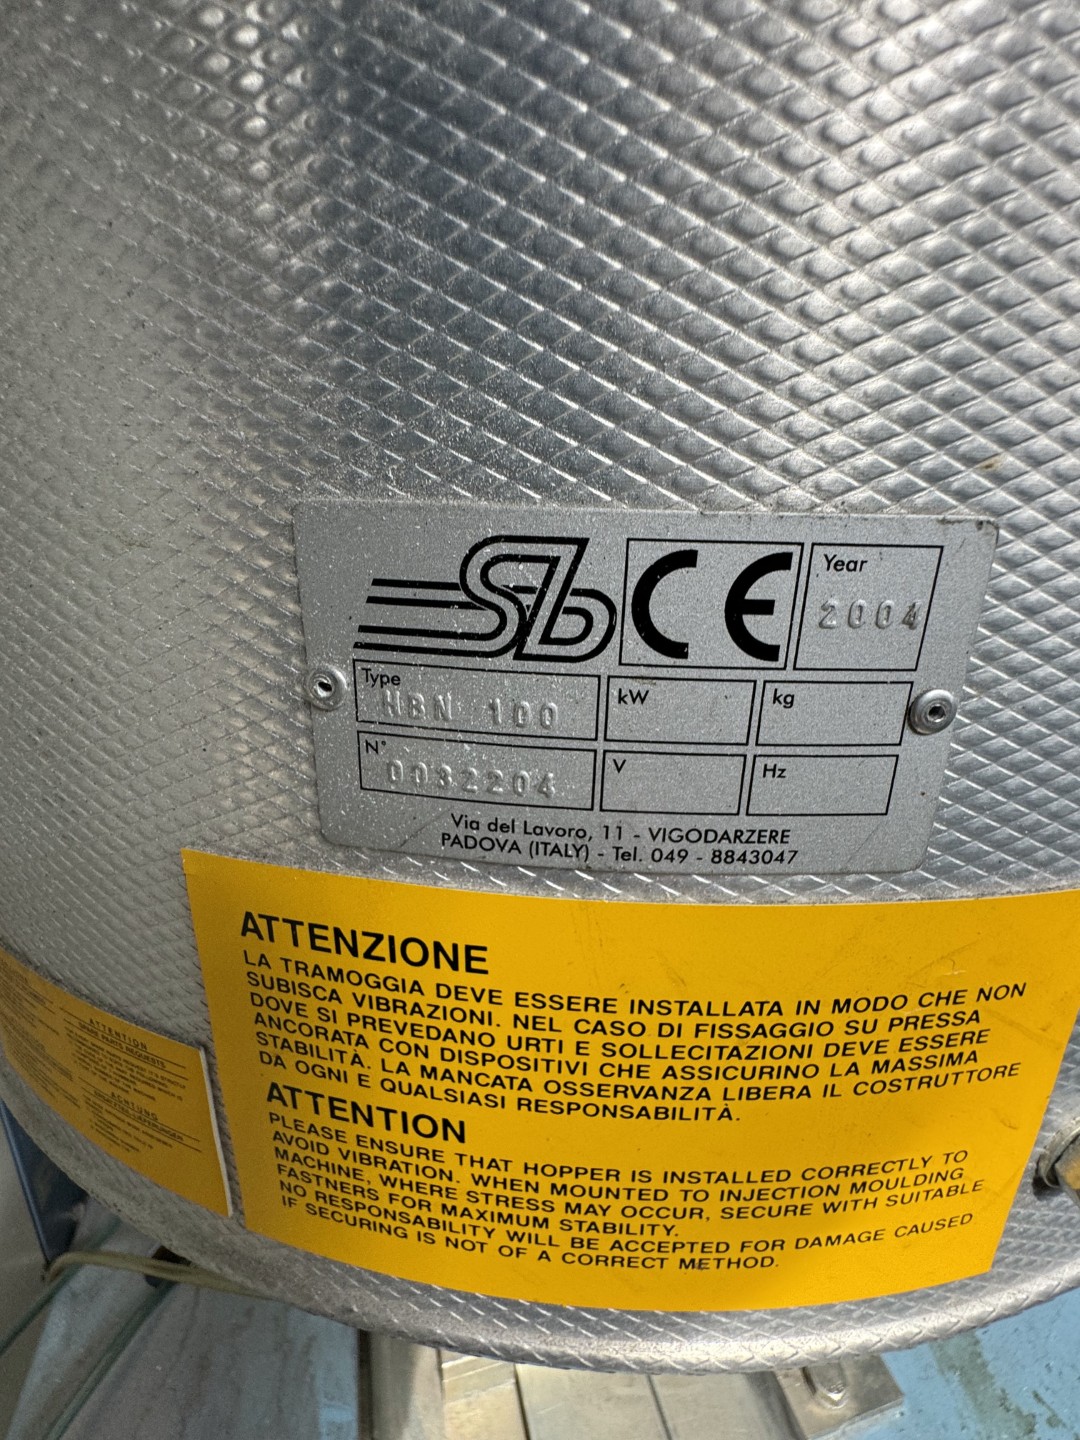 Sb CE Year
2004
Type
HBN 100
kW
kg
N°
0032204
V
Hz
Via del Lavoro, 11 - VIGODARZERE
PADOVA (ITALY) - Tel. 049 - 8843047
ATTENZIONE
LA TRAMOGGIA DEVE ESSERE INSTALLATA IN MODO CHE NON
SUBISCA VIBRAZIONI. NEL CASO DI FISSAGGIO SU PRESSA
DOVE SI PREVEDANO URTI E SOLLECITAZIONI DEVE ESSERE
ANCORATA CON DISPOSITIVI CHE ASSICURINO LA MASSIMA
STABILITÀ. LA MANCATA OSSERVANZA LIBERA IL COSTRUTTORE
DA OGNI E QUALSIASI RESPONSABILITÀ.
ATTENTION
PLEASE ENSURE THAT HOPPER IS INSTALLED CORRECTLY TO
AVOID VIBRATION. WHEN MOUNTED TO INJECTION MOULDING
MACHINE, WHERE STRESS MAY OCCUR, SECURE WITH SUITABLE
FASTNERS FOR MAXIMUM STABILITY.
NO RESPONSABILITY WILL BE ACCEPTED FOR DAMAGE CAUSED
IF SECURING IS NOT OF A CORRECT METHOD.
ATTENTION
ACHTUNG